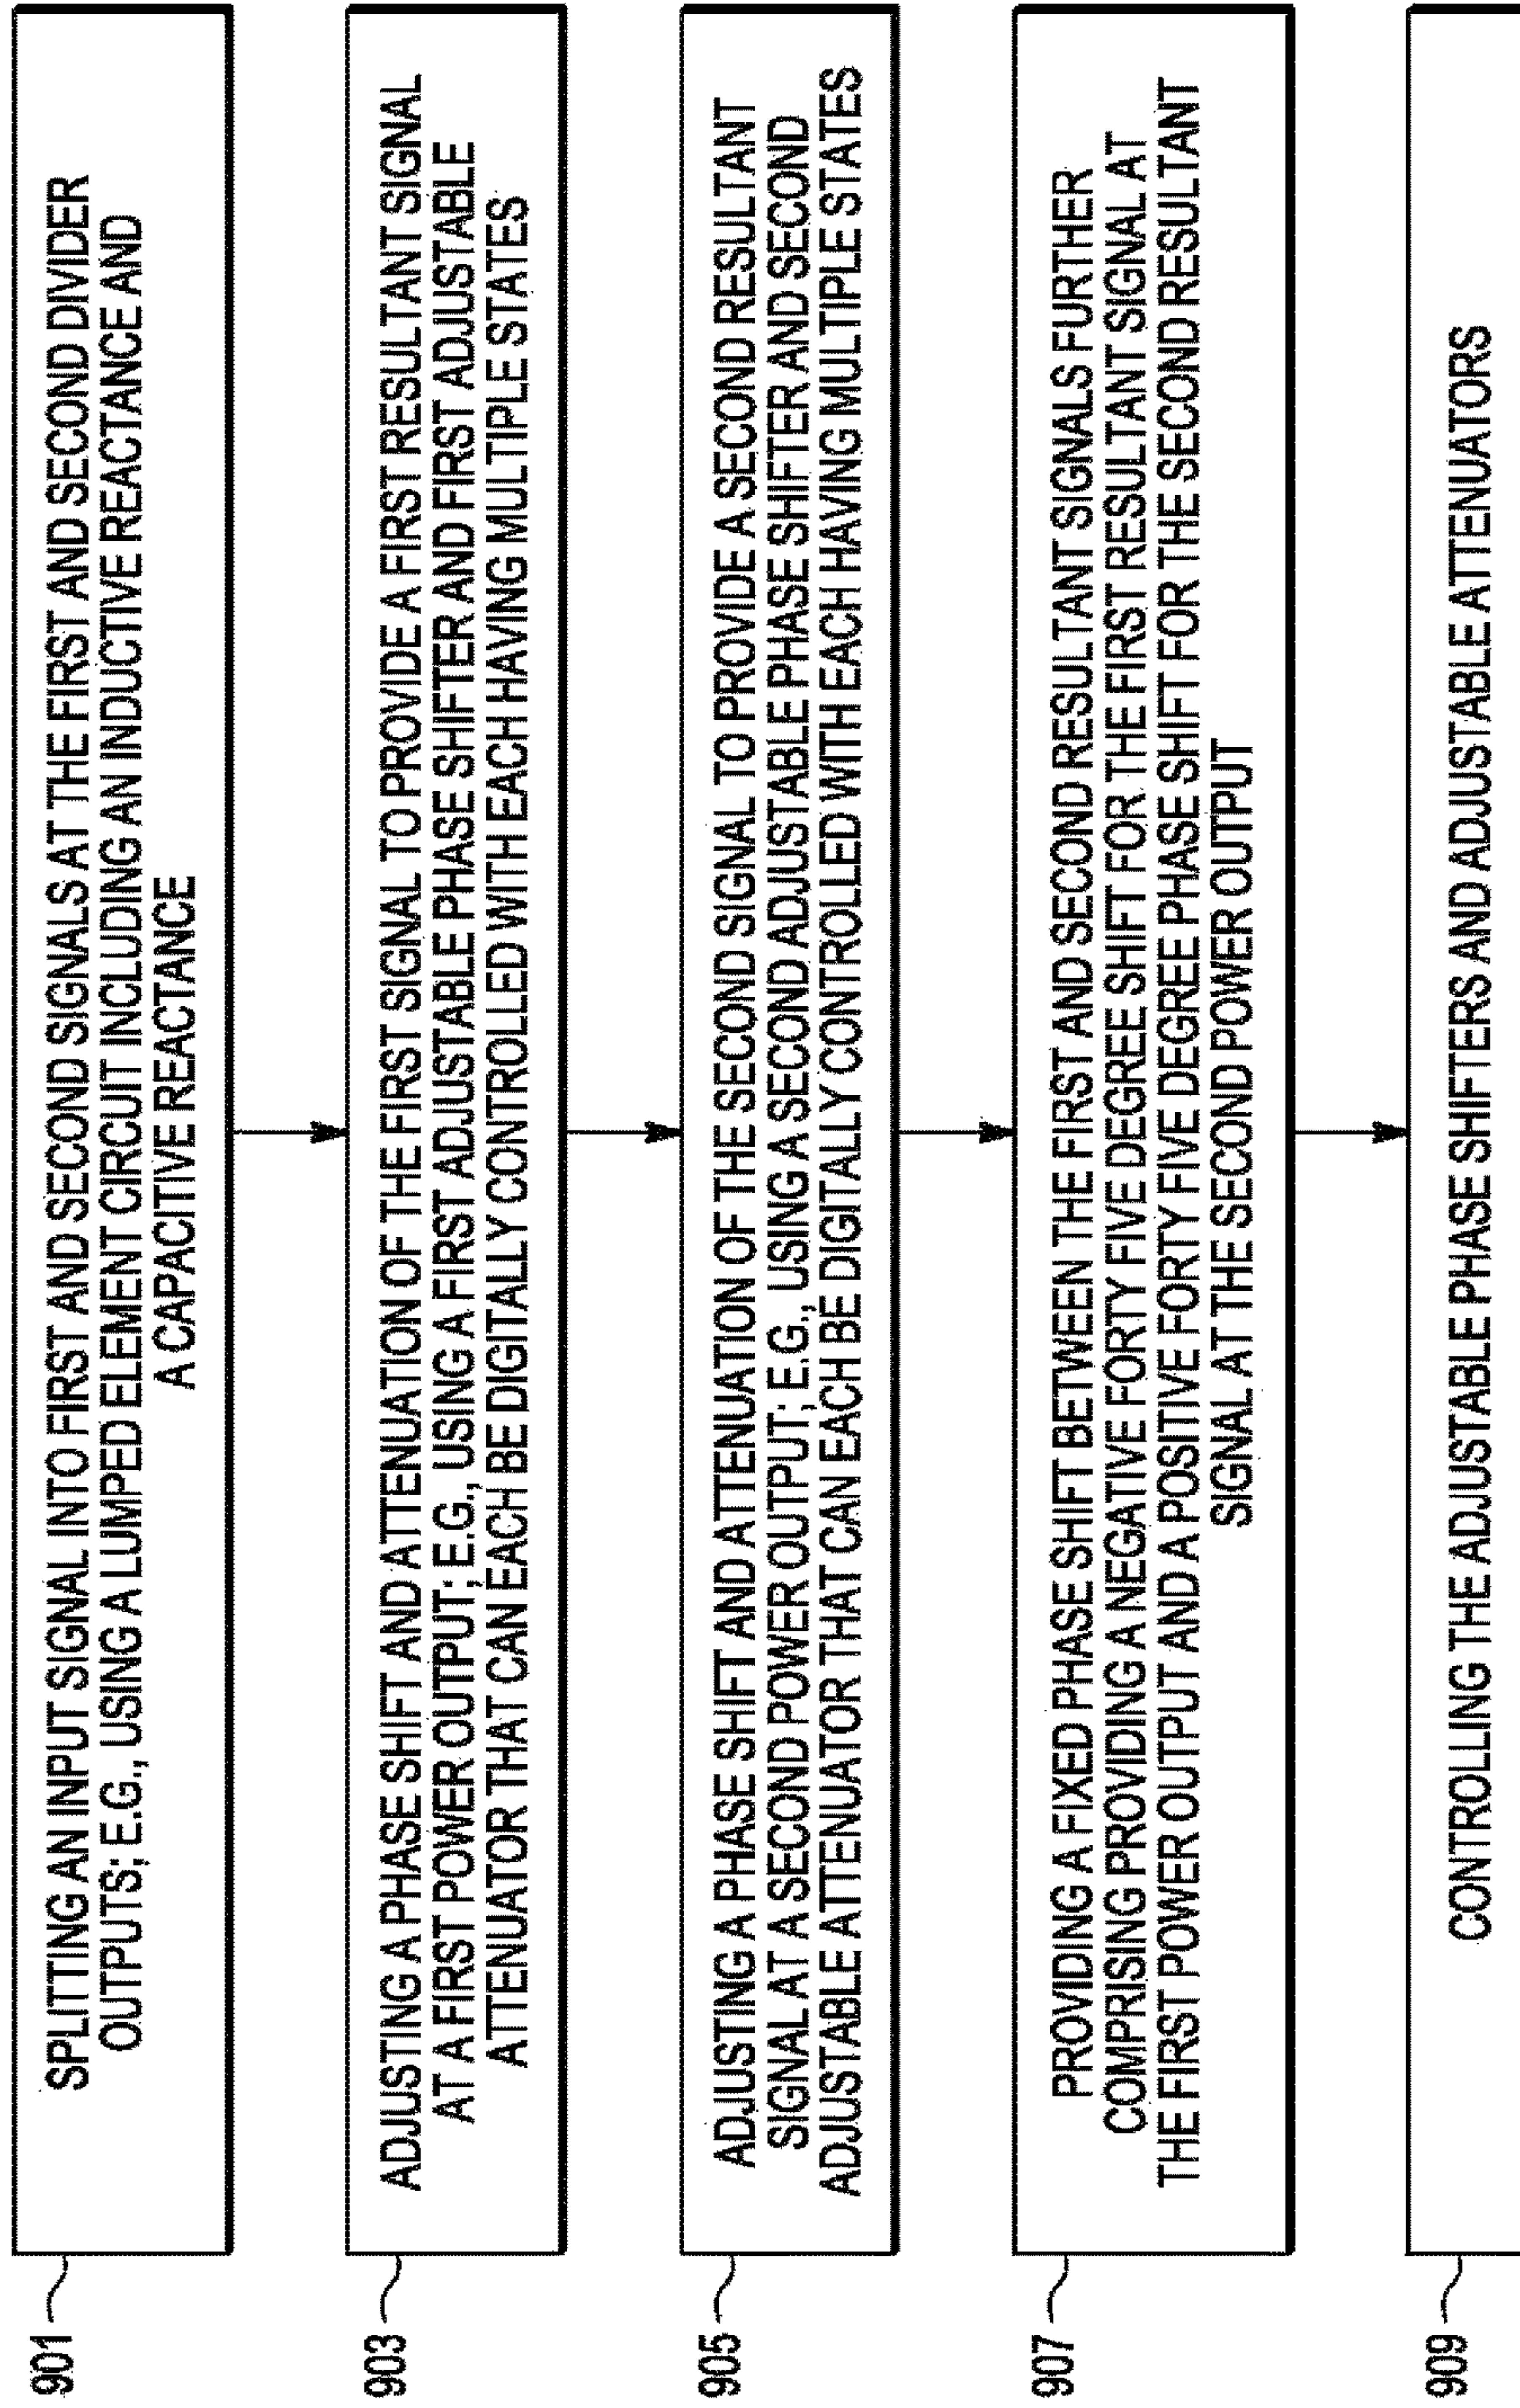 901
SPLITTING AN INPUT SIGNAL INTO FIRST AND SECOND SIGNALS AT THE FIRST AND SECOND DIVIDER
OUTPUTS; E.G., USING A LUMPED ELEMENT CIRCUIT INCLUDING AN INDUCTIVE REACTANCE AND
A CAPACITIVE REACTANCE
903
ADJUSTING A PHASE SHIFT AND ATTENUATION OF THE FIRST SIGNAL TO PROVIDE A FIRST RESULTANT SIGNAL
AT A FIRST POWER OUTPUT; E.G., USING A FIRST ADJUSTABLE PHASE SHIFTER AND FIRST ADJUSTABLE
ATTENUATOR THAT CAN EACH BE DIGITALLY CONTROLLED WITH EACH HAVING MULTIPLE STATES
905
ADJUSTING A PHASE SHIFT AND ATTENUATION OF THE SECOND SIGNAL TO PROVIDE A SECOND RESULTANT
SIGNAL AT A SECOND POWER OUTPUT; E.G., USING A SECOND ADJUSTABLE PHASE SHIFTER AND SECOND
ADJUSTABLE ATTENUATOR THAT CAN EACH BE DIGITALLY CONTROLLED WITH EACH HAVING MULTIPLE STATES
907
PROVIDING A FIXED PHASE SHIFT BETWEEN THE FIRST AND SECOND RESULTANT SIGNALS FURTHER
COMPRISING PROVIDING A NEGATIVE FORTY FIVE DEGREE SHIFT FOR THE FIRST RESULTANT SIGNAL AT
THE FIRST POWER OUTPUT AND A POSITIVE FORTY FIVE DEGREE PHASE SHIFT FOR THE SECOND RESULTANT
SIGNAL AT THE SECOND POWER OUTPUT
909
CONTROLLING THE ADJUSTABLE PHASE SHIFTERS AND ADJUSTABLE ATTENUATORS